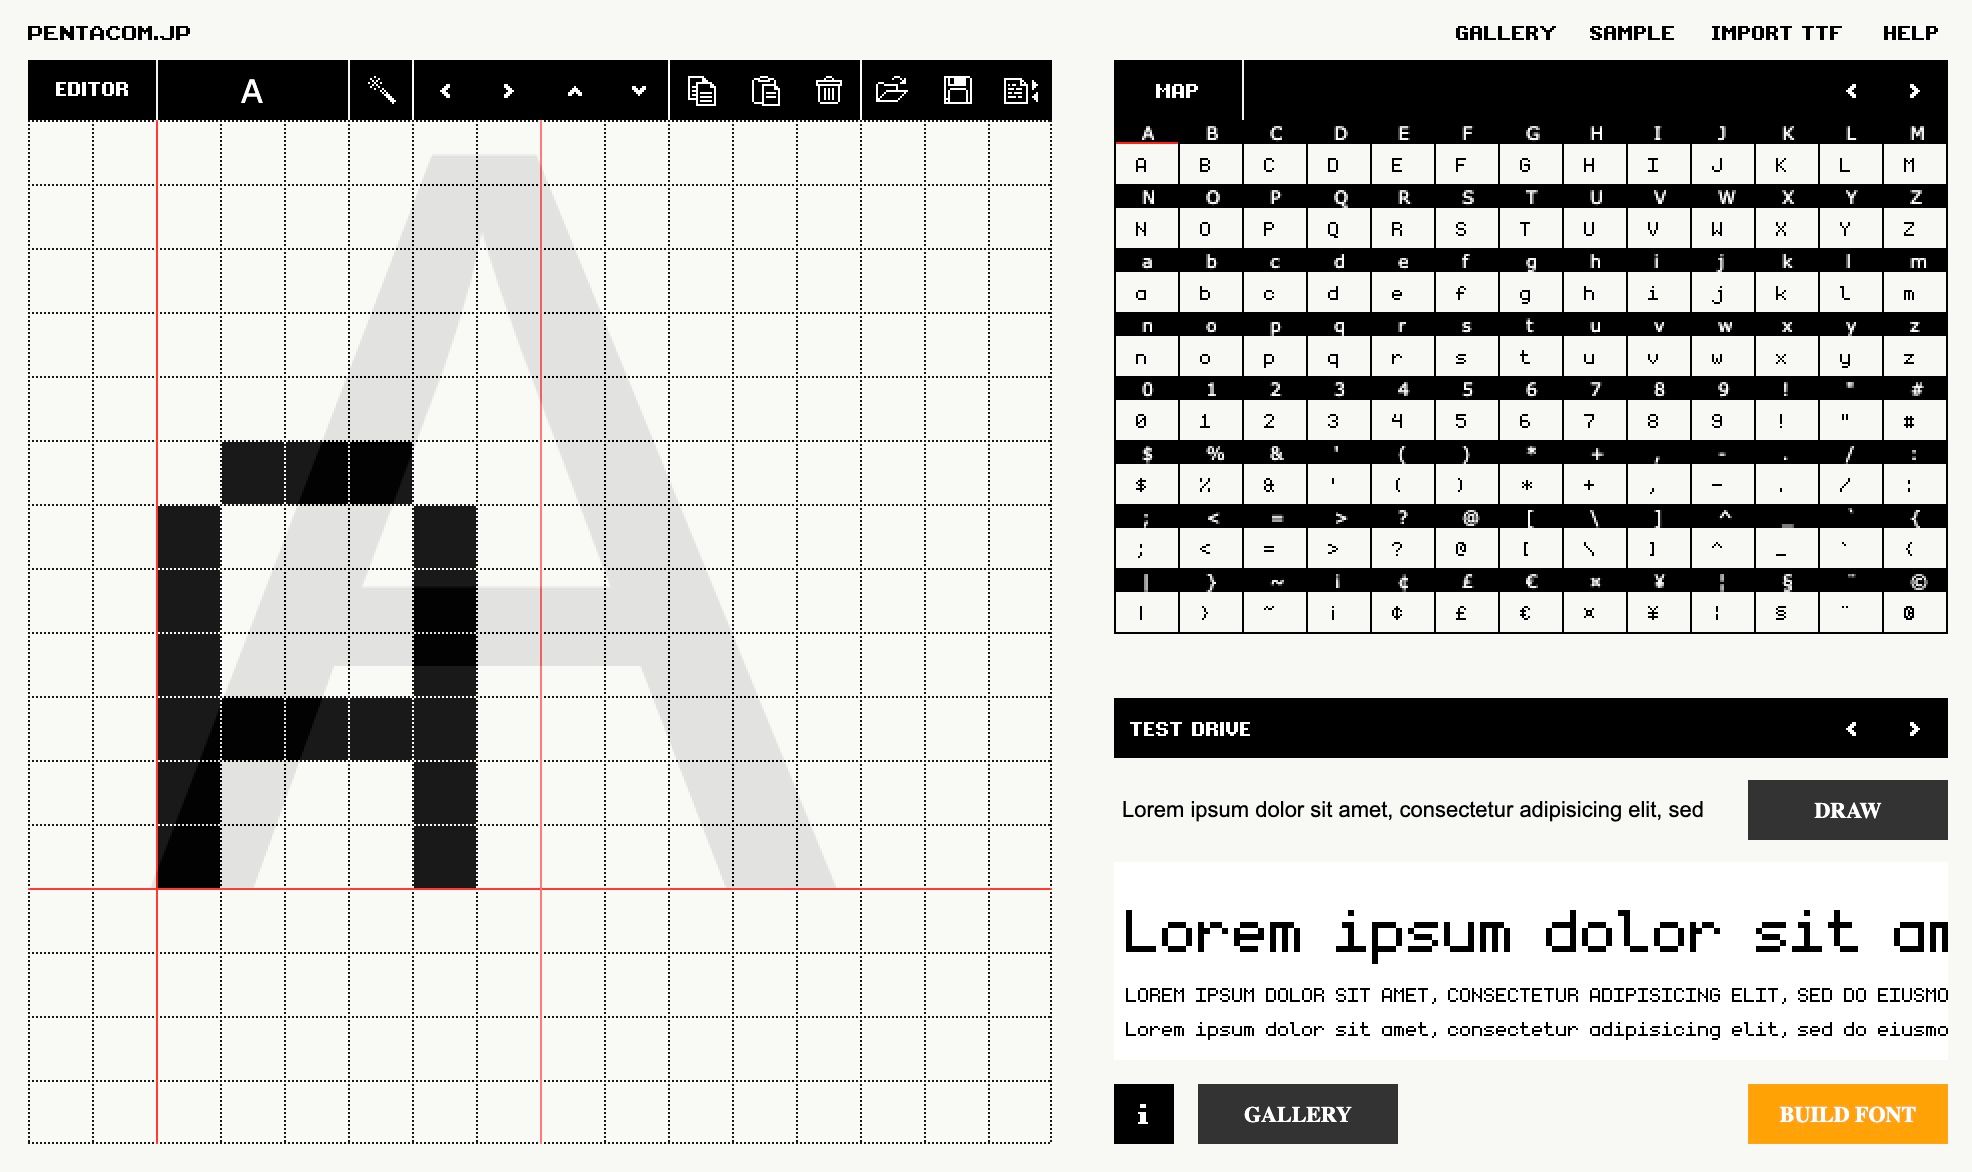 PENTACOM.JP
GALLERY SAMPLE IMPORT TTF HELP
EDITOR A
MAP
A B C D E F G H I J K L M
A B C D E F G H I J K L M
N O P Q R S T U V W X Y Z
N O P Q R S T U V W X Y Z
a b c d e f g h i j k l m
a b c d e f g h i j k l m
n o p q r s t u v w x y z
n o p q r s t u v w x y z
0 1 2 3 4 5 6 7 8 9 ! " #
0 1 2 3 4 5 6 7 8 9 ! " #
$ % & ' ( ) * + , - . / :
$ % & ' ( ) * + , - . / :
; < = > ? @ [ \ ] ^ _ ` {
; < = > ? @ [ \ ] ^ _ ` {
| } ~ ¡ ¢ £ € ¤ ¥ ¦ § ¨ ©
| } ~ ¡ ¢ £ € ¤ ¥ ¦ § ¨ ©
TEST DRIVE
Lorem ipsum dolor sit amet, consectetur adipisicing elit, sed
DRAW
Lorem ipsum dolor sit am
LOREM IPSUM DOLOR SIT AMET, CONSECTETUR ADIPISICING ELIT, SED DO EIUSMO
Lorem ipsum dolor sit amet, consectetur adipisicing elit, sed do eiusmo
i GALLERY BUILD FONT